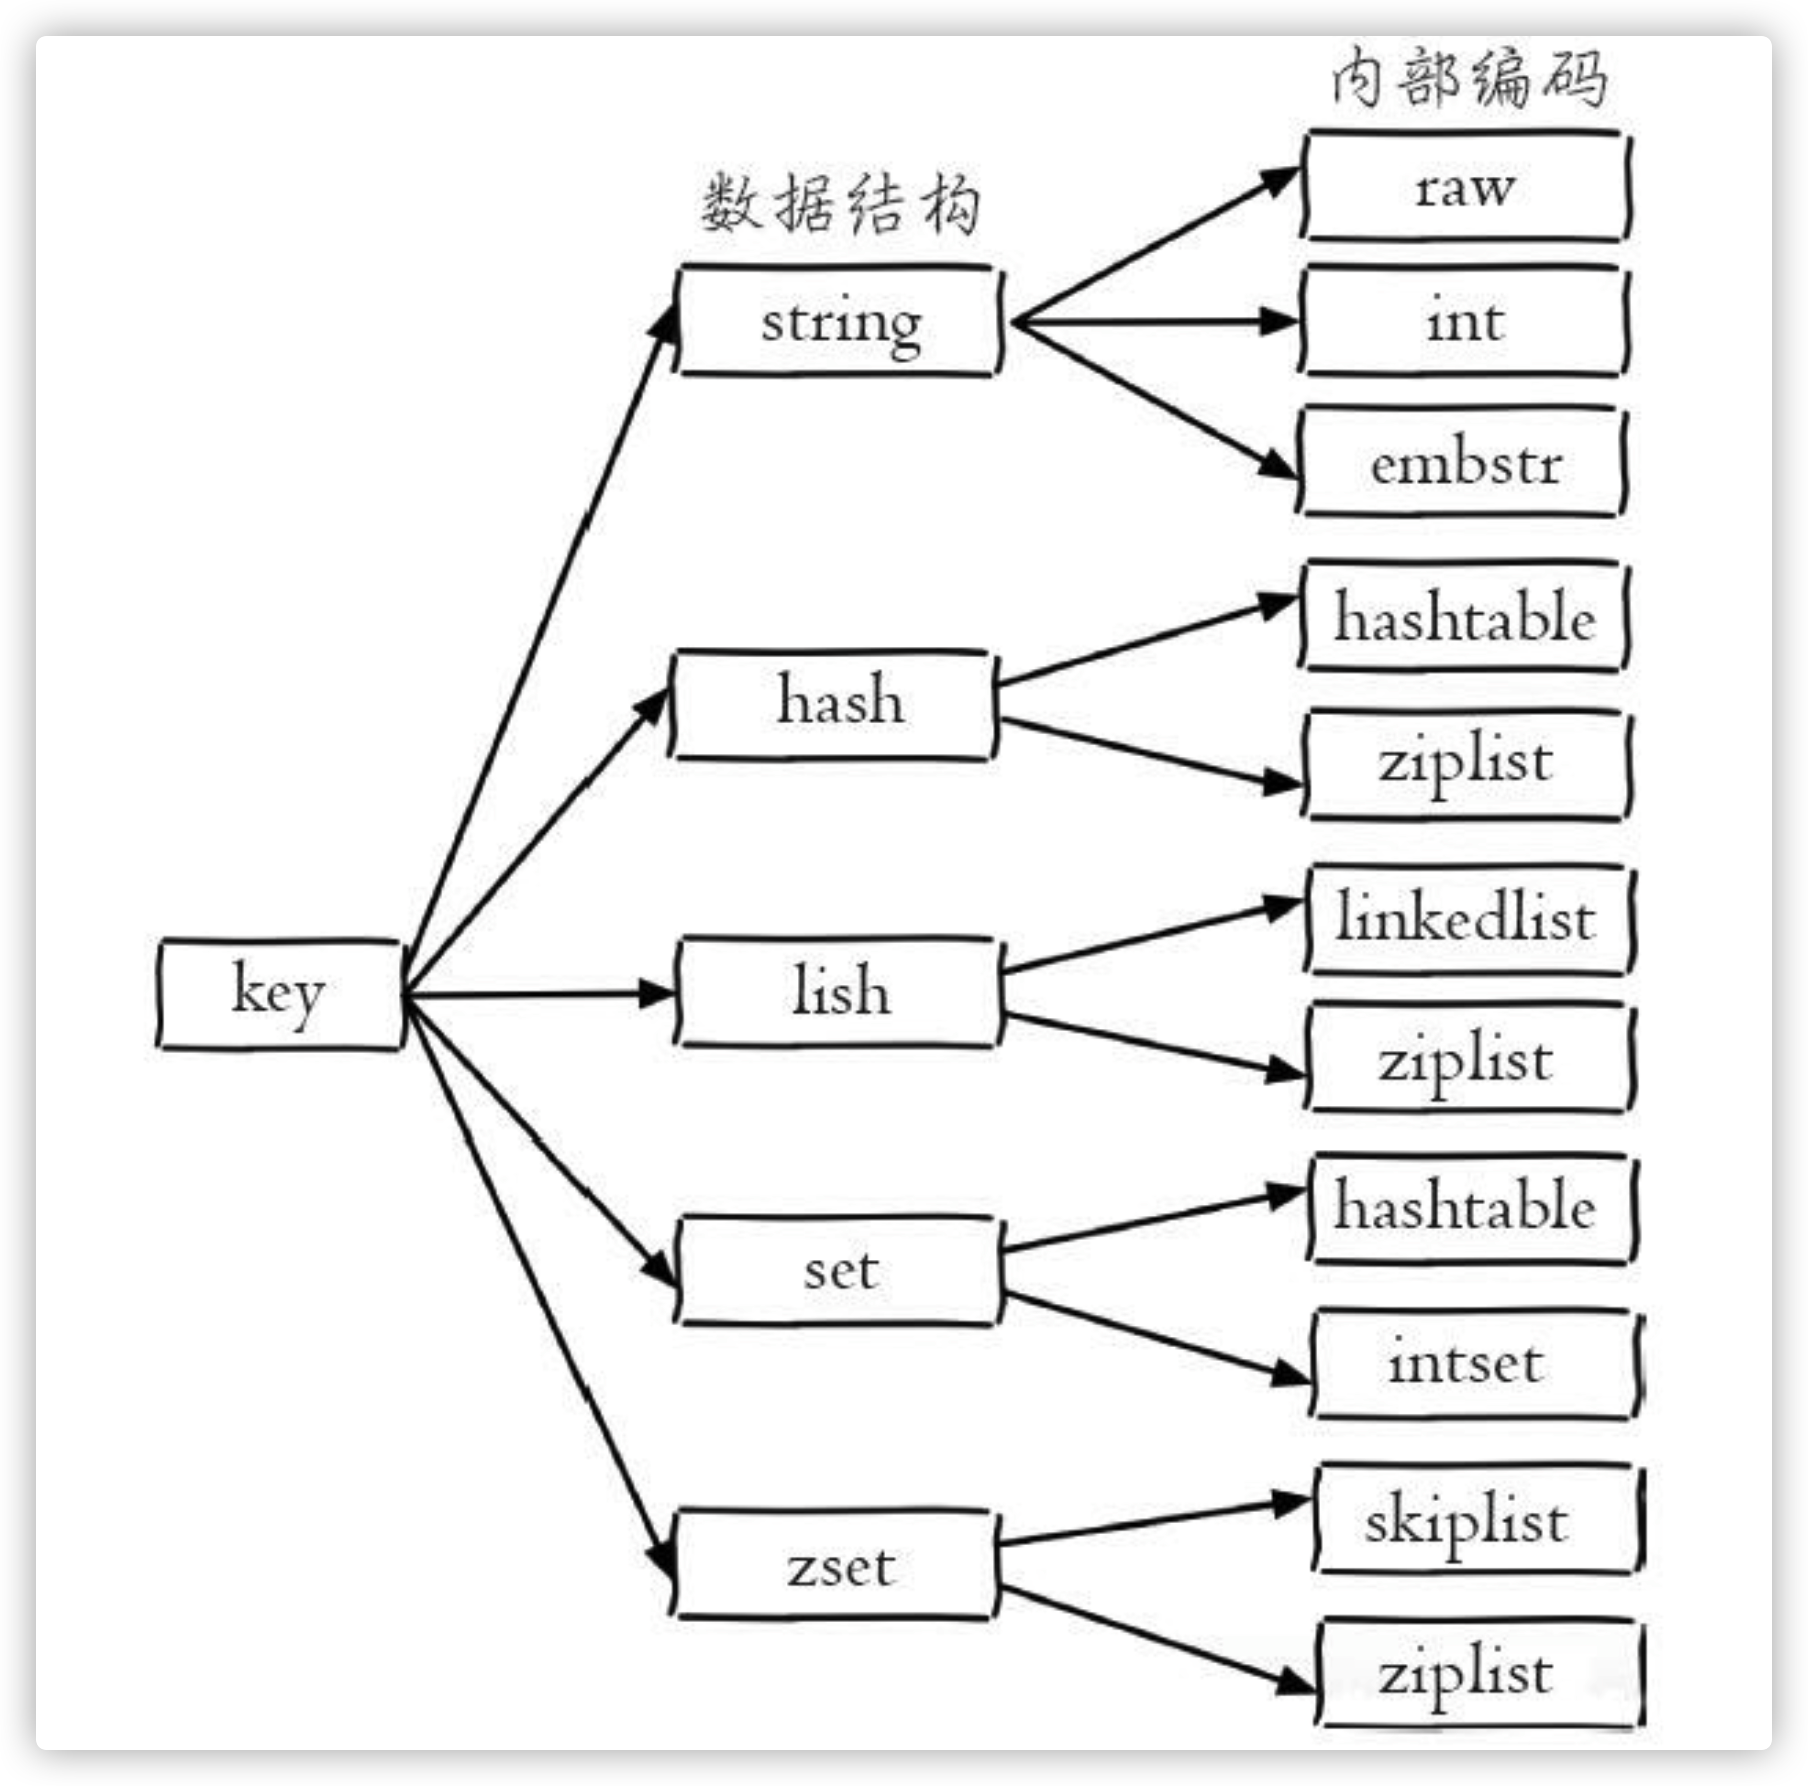 内部编码
数据结构
raw
string
int
embstr
hashtable
hash
ziplist
linkedlist
key
lish
ziplist
hashtable
set
intset
skiplist
zset
ziplist